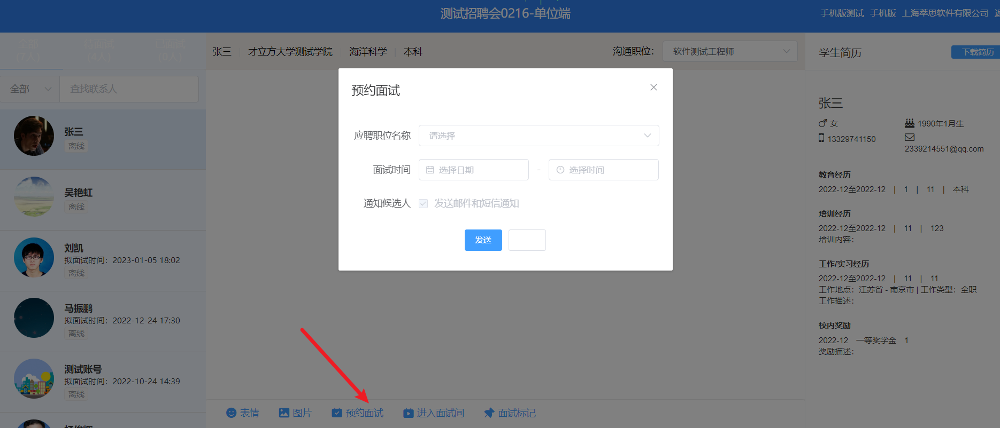 测试招聘会0216-单位端
手机版测试 手机版 上海萃思软件有限公司 返
全部 待面试 已面试
(7人) (4人) (0人)
全部 查找联系人
张三
离线
吴艳虹
离线
刘凯
拟面试时间：2023-01-05 18:02
离线
马振鹏
拟面试时间：2022-12-24 17:30
离线
测试账号
拟面试时间：2022-10-24 14:39
离线
张三 才立方大学测试学院 海洋科学 本科
沟通职位： 软件测试工程师
预约面试
应聘职位名称 请选择
面试时间 选择日期 - 选择时间
通知候选人 发送邮件和短信通知
发送
表情 图片 预约面试 进入面试间 面试标记
学生简历 下载简历
张三
女 1990年1月生
13329741150
2339214551@qq.com
教育经历
2022-12至2022-12 | 1 | 11 | 本科
培训经历
2022-12至2022-12 | 11 | 123
培训内容：
工作/实习经历
2022-12至2022-12 | 11 | 11
工作地点：江苏省 - 南京市 | 工作类型：全职
工作描述：
校内奖励
2022-12 一等奖学金 1
奖励描述：